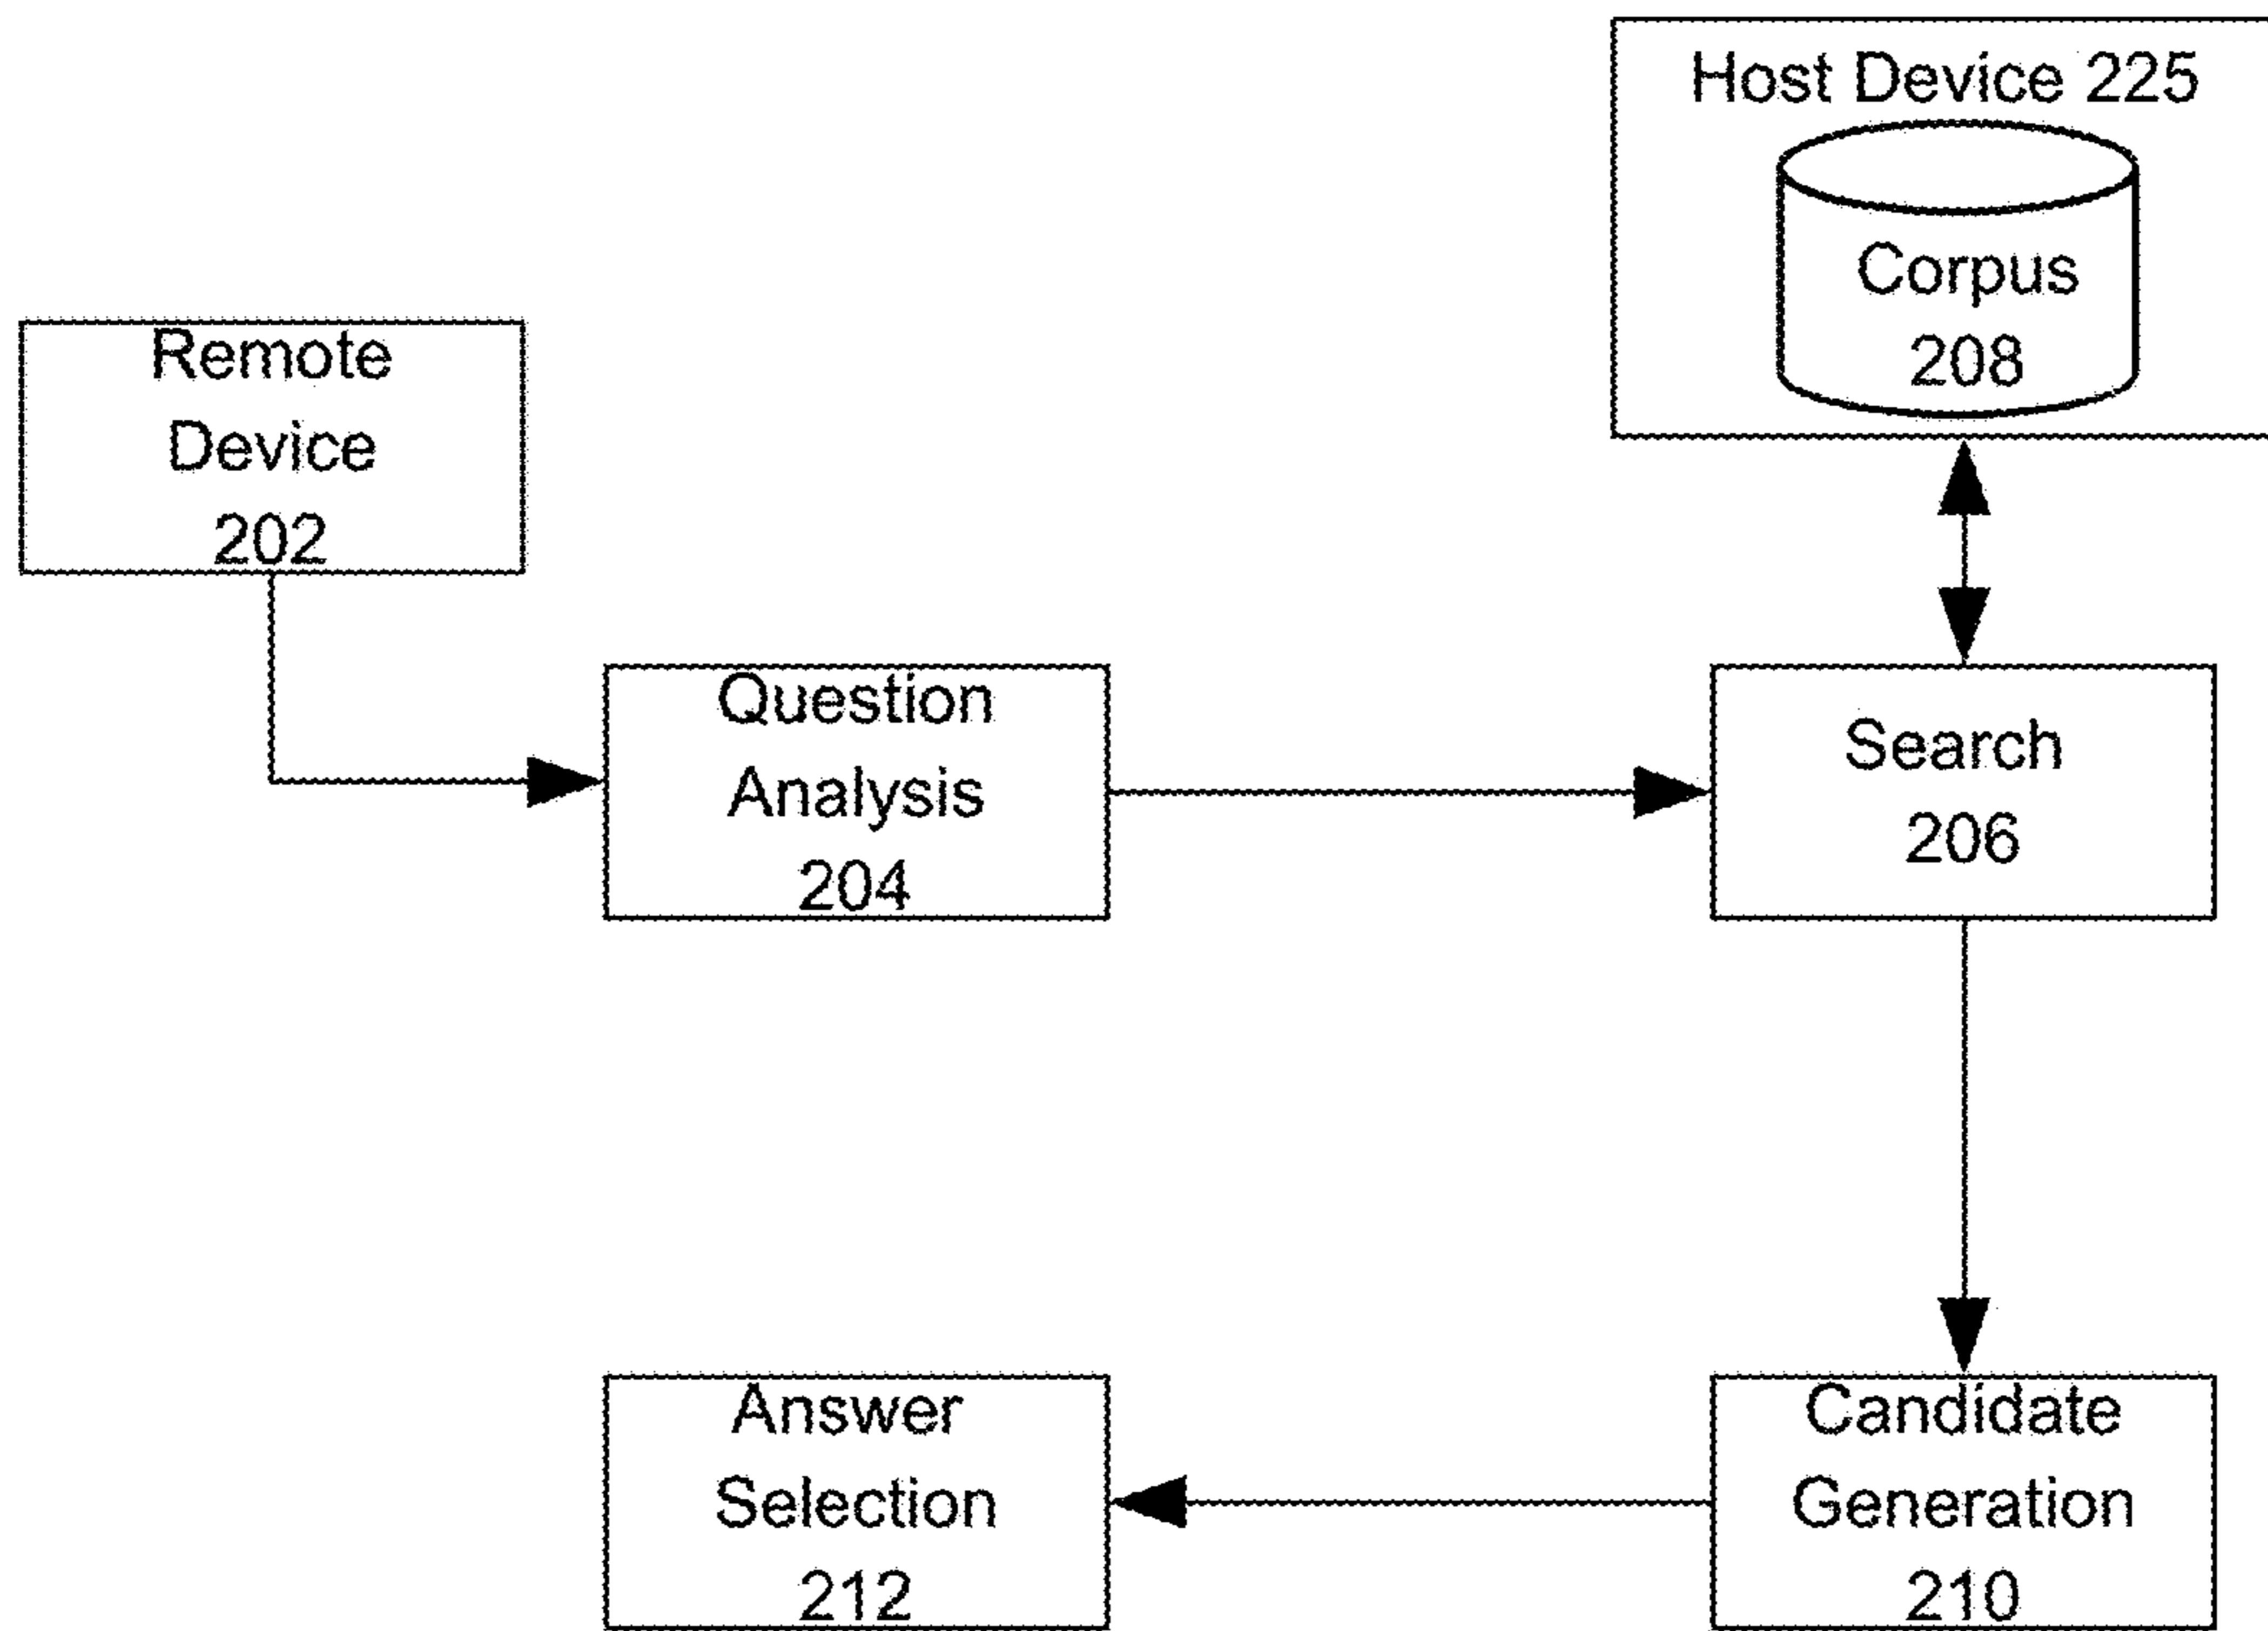 Host Device 225
Corpus
208
Remote
Device
202
Question
Analysis
204
Search
206
Answer
Selection
212
Candidate
Generation
210